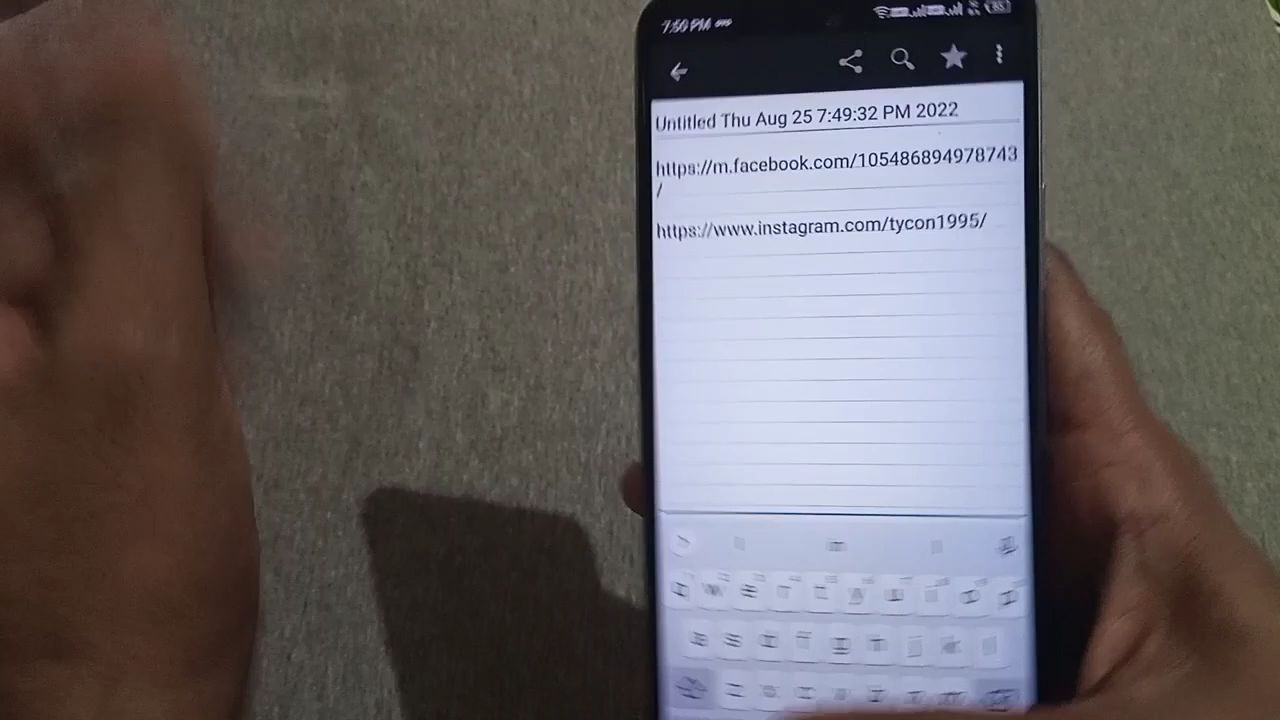 7:50 PM
Untitled Thu Aug 25 7:49:32 PM 2022
https://m.facebook.com/105486894978743
/
https://www.instagram.com/tycon1995/